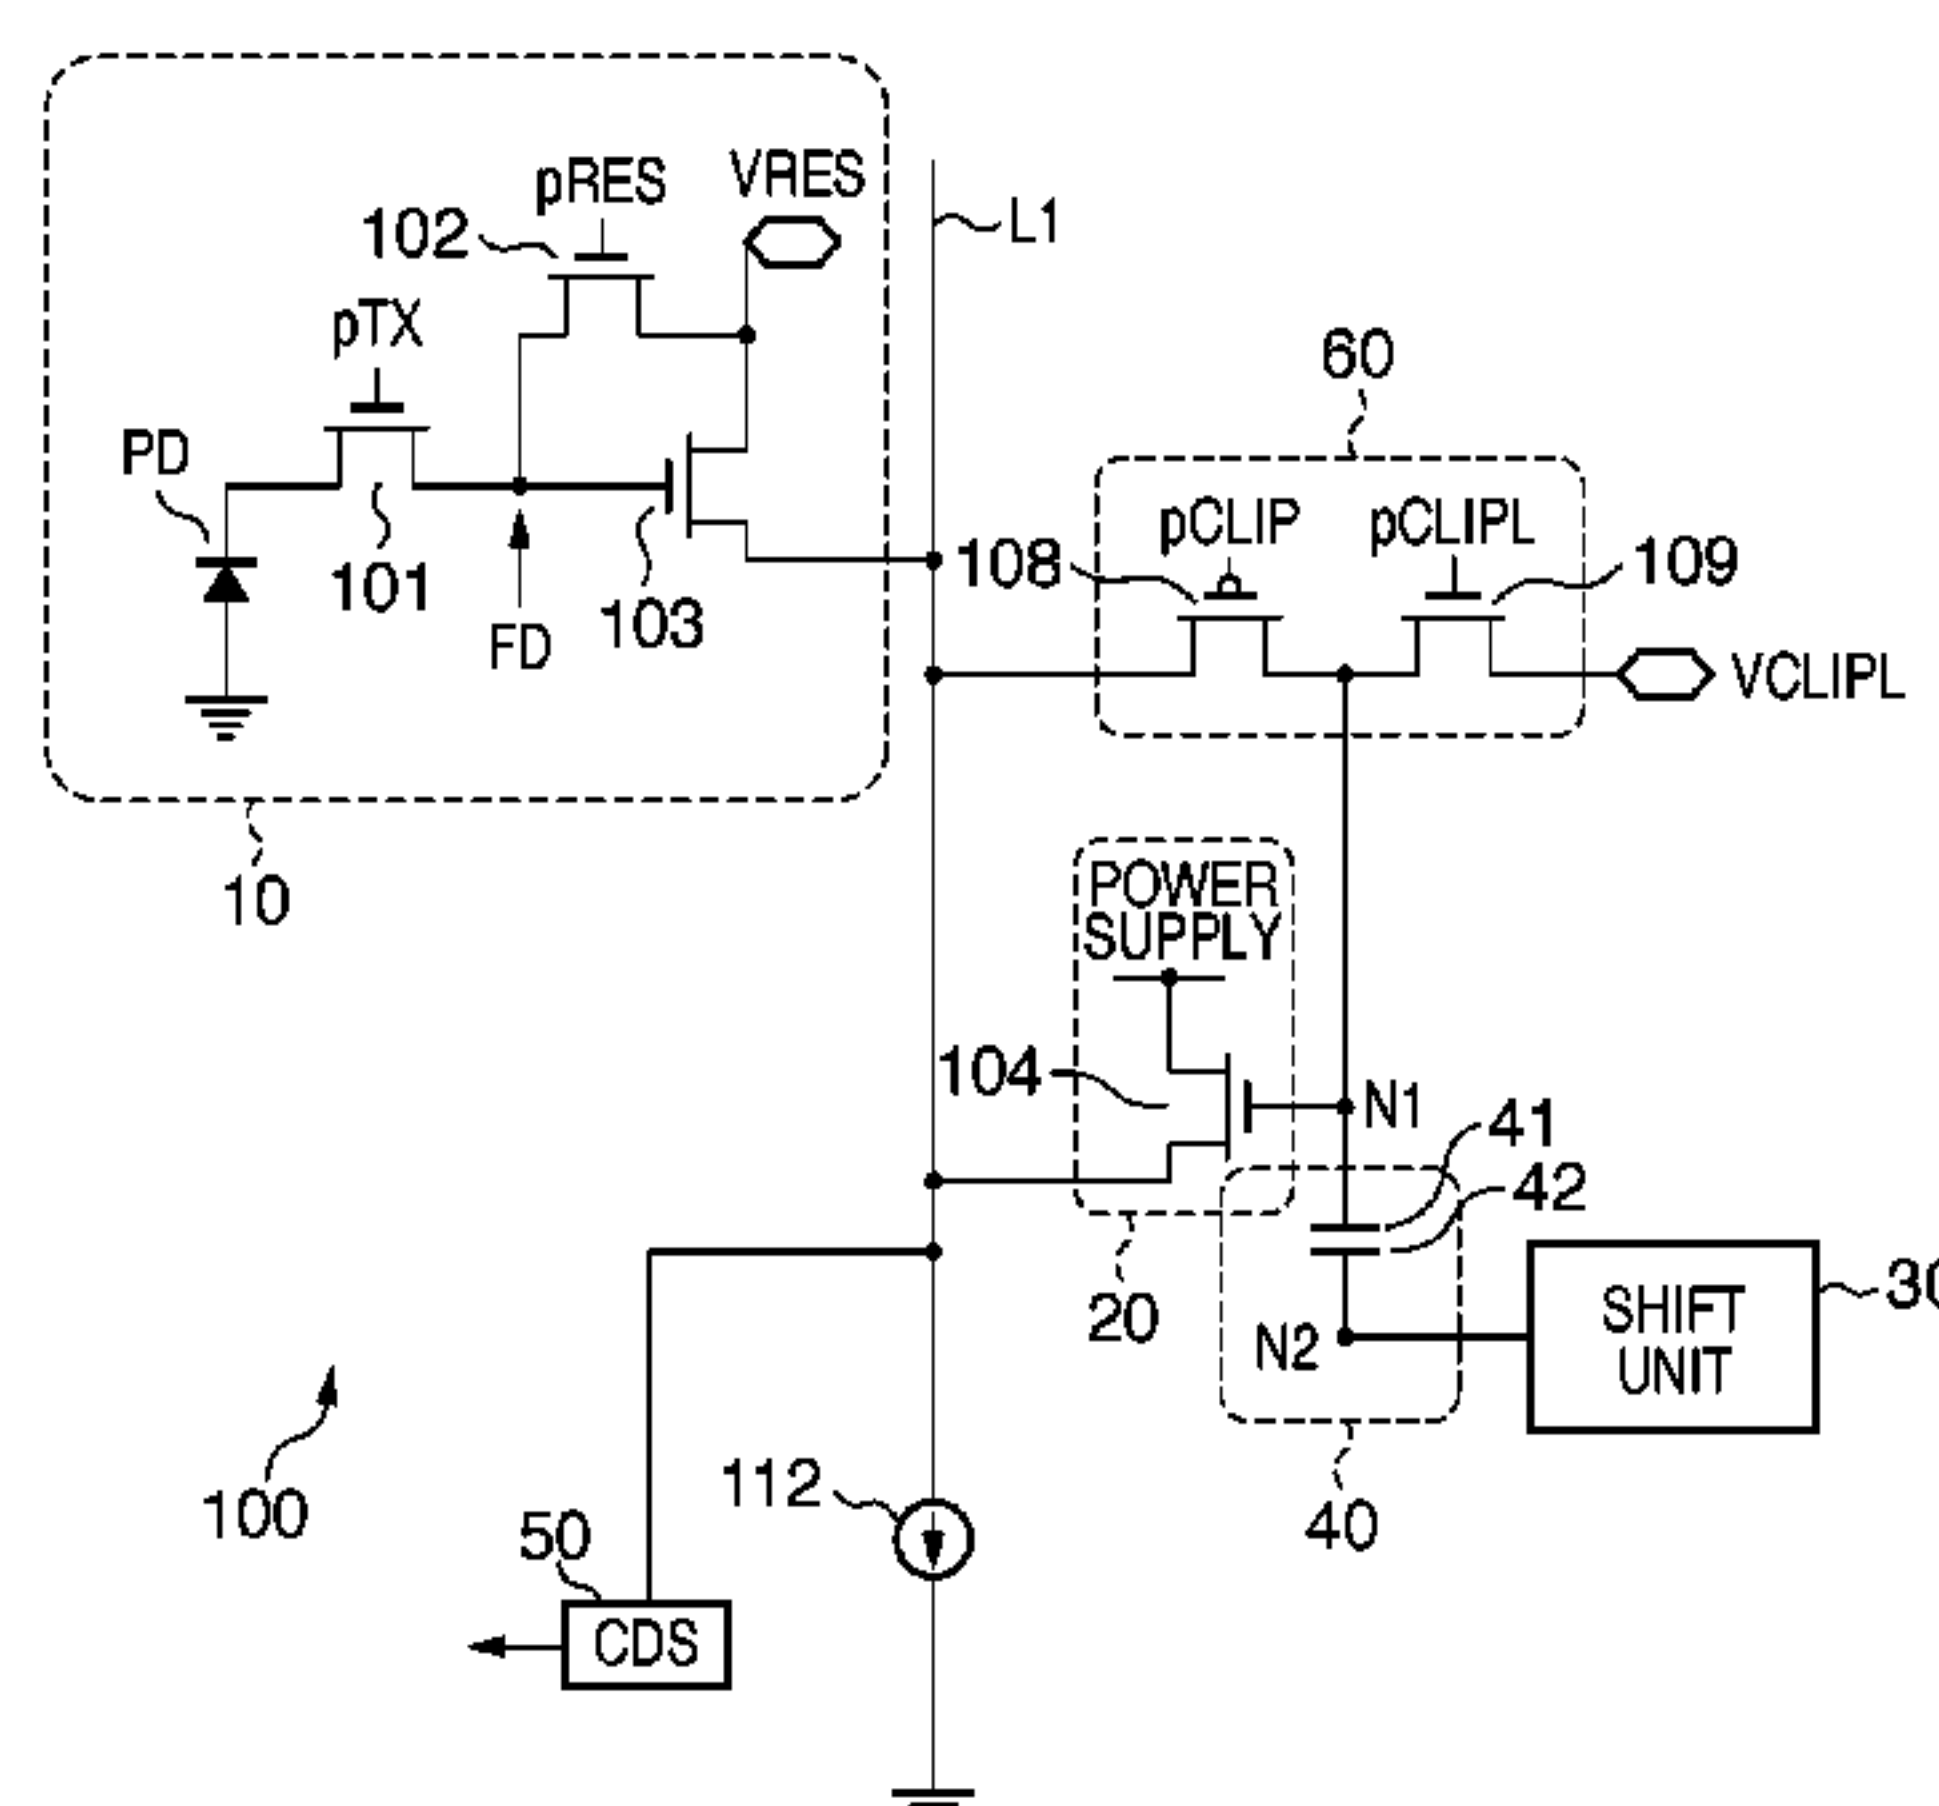 pRES
VRES
102
L1
pTX
60
PD
pCLIP
pCLIPL
108
109
101
103
FD
VCLIPL
10
POWER
SUPPLY
104
N1
41
42
30
20
SHIFT
UNIT
N2
112
100
50
40
CDS